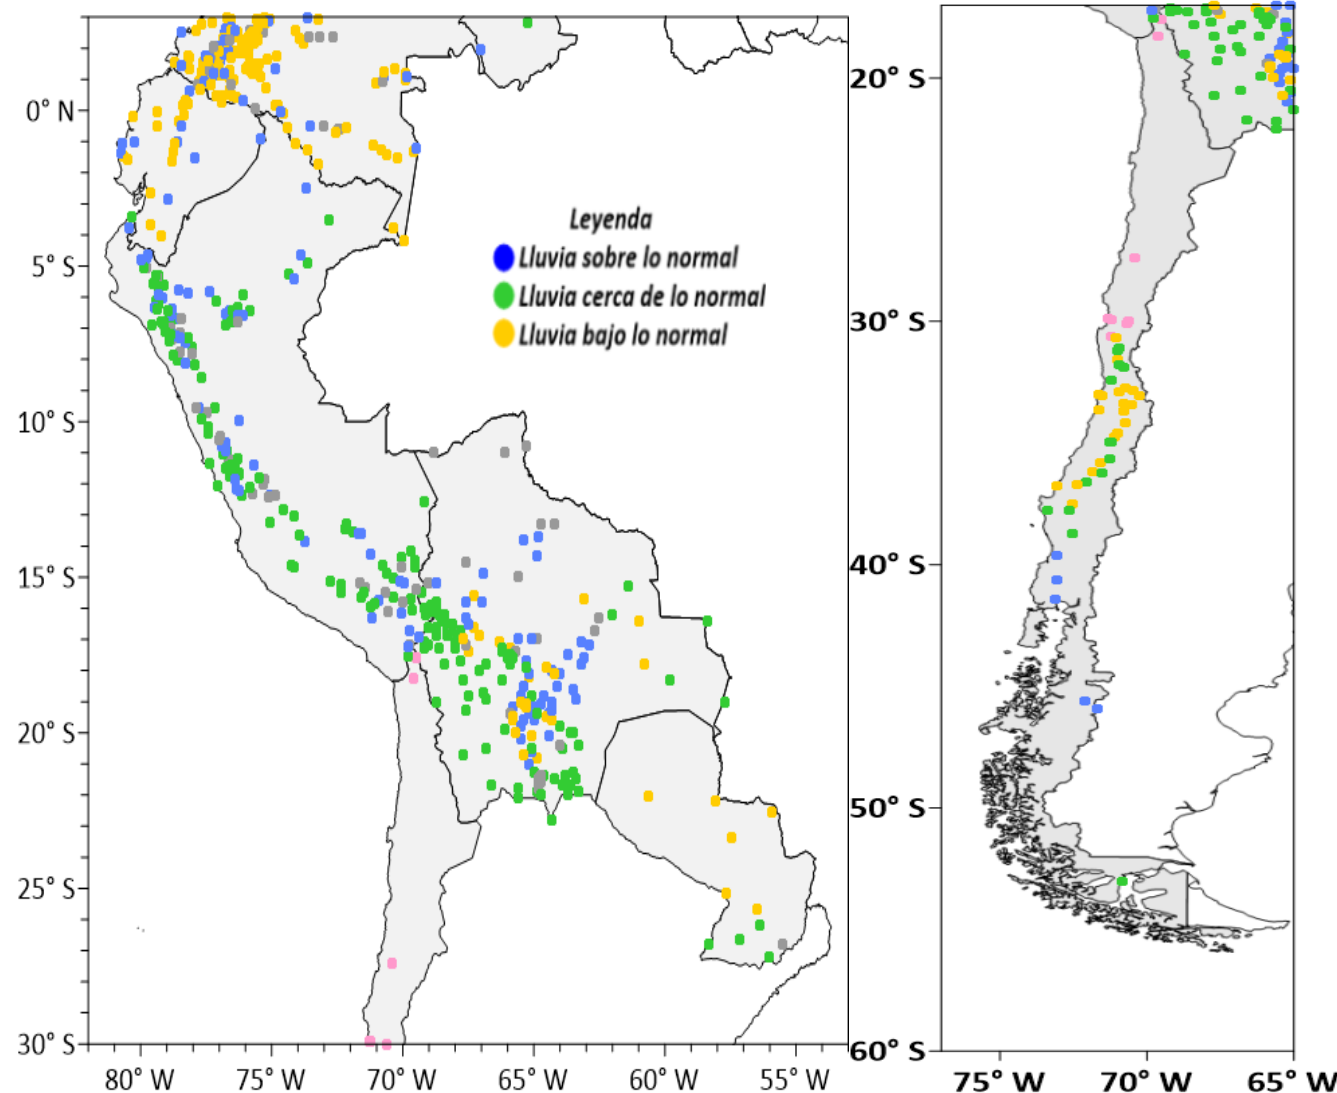 Leyenda
Lluvia sobre lo normal
Lluvia cerca de lo normal
Lluvia bajo lo normal
0° N
5° S
10° S
15° S
20° S
25° S
30° S
80° W
75° W
70° W
65° W
60° W
55° W
20° S
30° S
40° S
50° S
60° S
75° W
70° W
65° W